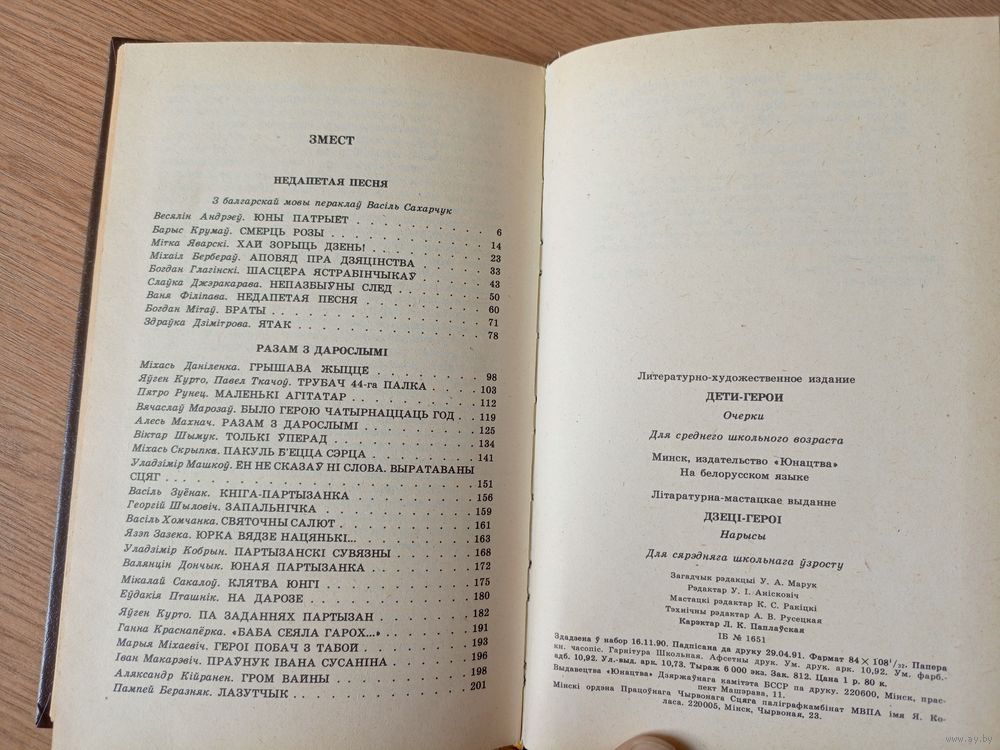 ЗМЕСТ
НЕДАПЕТАЯ ПЕСНЯ
З балгарскай мовы пераклаў Васіль Сахарчук
Веселін Андрэеў. ЮНЫ ПАТРЫЕТ . . . . . . . . . 6
Барыс Крумаў. СМЕРЦЬ РОЗЫ . . . . . . . . . 14
Мітка Яварскі. ХАЙ ЗОРЫЦЬ ДЗЕНЬ! . . . . . . . . 23
Міхаіл Бербераў. АПОВЯД ПРА ДЗЯЦІНСТВА . . . . . . 33
Богдан Глагінскі. ШАСЦЕРА ЯСТРАБІНЧЫКАЎ . . . . . . 43
Слаўка Джэракарава. НЕПАЗБЫЎНЫ СЛЕД . . . . . . . 50
Ваня Філіпава. НЕДАПЕТАЯ ПЕСНЯ . . . . . . . . . 60
Богдан Мітаў. БРАТЫ . . . . . . . . . . . . 71
Здраўка Дзімітрова. ЯТАК . . . . . . . . . . . 78
РАЗАМ З ДАРОСЛЫМІ
Міхась Даніленка. ГРЫШАВА ЖЫЦЦЕ . . . . . . . . 98
Яўген Курто, Павел Ткачоў. ТРУБАЧ 44-га ПАЛКА . . . . 103
Пятро Рунец. МАЛЕНЬКІ АГІТАТАР . . . . . . . . 112
Вячаслаў Марозаў. БЫЛО ГЕРОЮ ЧАТЫРНАЦЦАЦЬ ГОД . . 119
Алесь Махнач. РАЗАМ З ДАРОСЛЫМІ . . . . . . . . 125
Віктар Шымук. ТОЛЬКІ ЎПЕРАД . . . . . . . . . 134
Міхась Скрыпка. ПАКУЛЬ Б'ЕЦЦА СЭРЦА . . . . . . . 141
Уладзімір Машкоў. ЕН НЕ СКАЗАЎ НІ СЛОВА. ВЫРАТАВАНЫ
СЦЯГ . . . . . . . . . . . . . . . . 151
Васіль Зуёнак. КНІГА-ПАРТЫЗАНКА . . . . . . . . 156
Георгій Шыловіч. ЗАПАЛЬНІЧКА . . . . . . . . . 159
Васіль Хомчанка. СВЯТОЧНЫ САЛЮТ . . . . . . . . 161
Язэп Зазека. ЮРКА ВЯДЗЕ НАЦЯНЬКІ... . . . . . . . 163
Уладзімір Кобрын. ПАРТЫЗАНСКІ СУВЯЗНЫ . . . . . . 168
Валянцін Дончык. ЮНАЯ ПАРТЫЗАНКА . . . . . . . . 172
Мікалай Сакалоў. КЛЯТВА ЮНГІ . . . . . . . . . 175
Еўдакія Пташнік. НА ДАРОЗЕ . . . . . . . . . . 180
Яўген Курто. ПА ЗАДАННЯХ ПАРТЫЗАН . . . . . . . 182
Ганна Краснапёрка. «БАБА СЕЯЛА ГАРОХ...» . . . . . . 191
Марыя Міхаевіч. ГЕРОІ ПОБАЧ З ТАБОЙ . . . . . . . 193
Іван Макарэвіч. ПРАЎНУК ІВАНА СУСАНІНА . . . . . . 196
Аляксандр Кійранен. ГРОМ ВАЙНЫ . . . . . . . . . 198
Пампей Беразняк. ЛАЗУТЧЫК . . . . . . . . . . 201
Литературно-художественное издание
ДЕТИ-ГЕРОИ
Очерки
Для среднего школьного возраста
Минск, издательство «Юнацтва»
На белорусском языке
Літаратурна-мастацкае выданне
ДЗЕЦІ-ГЕРОІ
Нарысы
Для сярэдняга школьнага ўзросту
Загадчык рэдакцыі У. А. Марук
Рэдактар У. І. Анісковіч
Мастацкі рэдактар К. С. Ракіцкі
Тэхнічны рэдактар А. В. Русецкая
Карэктар Л. К. Паплаўская
ІБ № 1651
Здадзена ў набор 16.11.90. Падпісана да друку 29.04.91. Фармат 84×108¹/₃₂. Папера
кн. часопіс. Гарнітура Школьная. Афсетны друк. Ум. друк. арк. 10,92. Ум. фарб.-
адб. 10,92. Ул.-выд. арк. 10,73. Тыраж 6 000 экз. Зак. 812. Цана 1 р. 80 к.
Выдавецтва «Юнацтва» Дзяржаўнага камітэта БССР па друку. 220600, Мінск, прас-
пект Машэрава, 11.
Мінскі ордэна Працоўнага Чырвонага Сцяга паліграфкамбінат МВПА імя Я. Ко-
ласа. 220005, Мінск, Чырвоная, 23.
www.ay.by